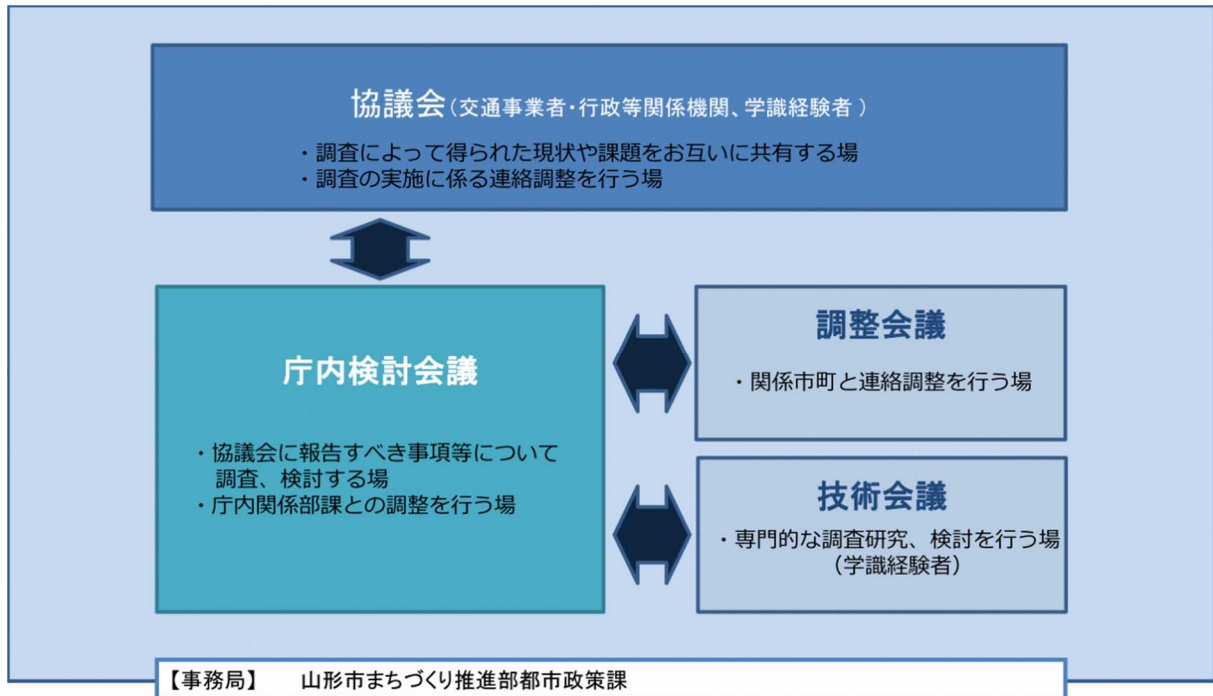 協議会(交通事業者・行政等関係機関、学識経験者 )
・調査によって得られた現状や課題をお互いに共有する場
・調査の実施に係る連絡調整を行う場
庁内検討会議
・協議会に報告すべき事項等について
調査、検討する場
・庁内関係部課との調整を行う場
調整会議
・関係市町と連絡調整を行う場
技術会議
・専門的な調査研究、検討を行う場
(学識経験者)
【事務局】 山形市まちづくり推進部都市政策課